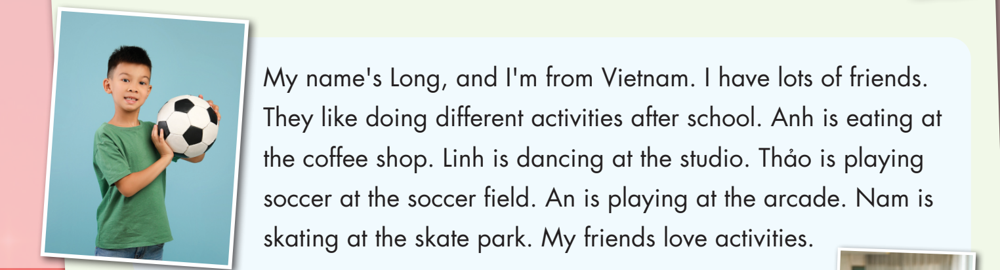 My name's Long, and I'm from Vietnam. I have lots of friends.
They like doing different activities after school. Anh is eating at
the coffee shop. Linh is dancing at the studio. Thảo is playing
soccer at the soccer field. An is playing at the arcade. Nam is
skating at the skate park. My friends love activities.